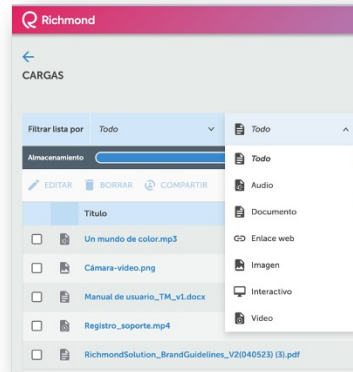 Richmond
CARGAS
Filtrar lista por Todo Todo
Almacenamiento
Todo
EDITAR BORRAR COMPARTIR
Audio
Título
Documento
Un mundo de color.mp3
Enlace web
Cámara-video.png
Imagen
Manual de usuario_TM_v1.docx
Interactivo
Registro_soporte.mp4
Video
RichmondSolution_BrandGuidelines_V2(040523) (3).pdf